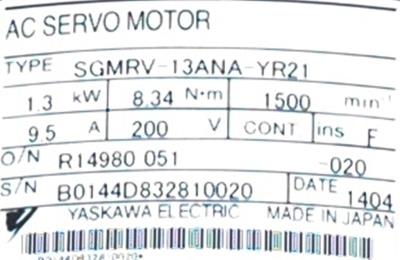 AC SERVO MOTOR
TYPE SGMRV-13ANA-YR21
1.3 kW 8.34 N·m 1500 min⁻¹
9.5 A 200 V CONT. ins F
O/N R14980 051 -020
S/N B0144D832810020 DATE 1404
YASKAWA ELECTRIC MADE IN JAPAN